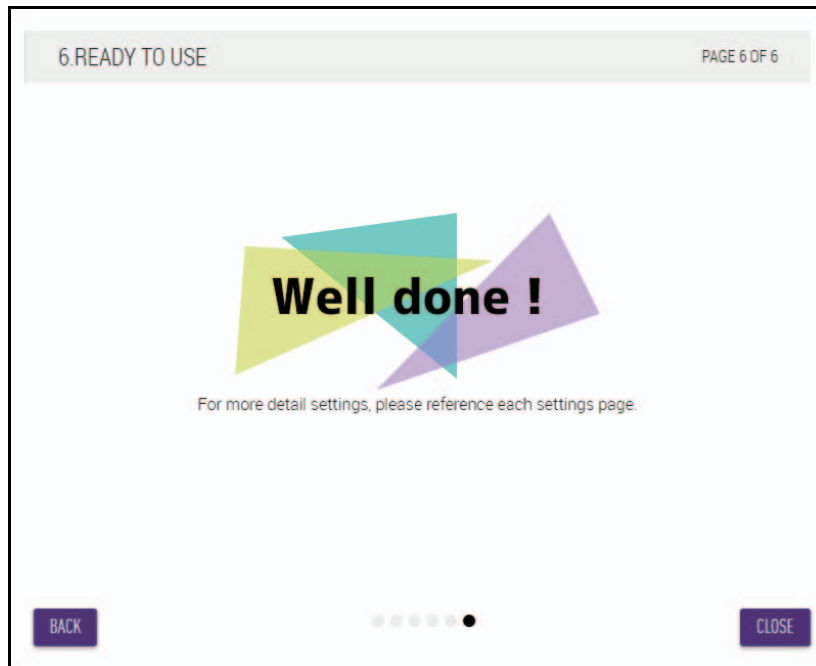 6.READY TO USE
PAGE 6 OF 6
Well done !
For more detail settings, please reference each settings page.
BACK
CLOSE